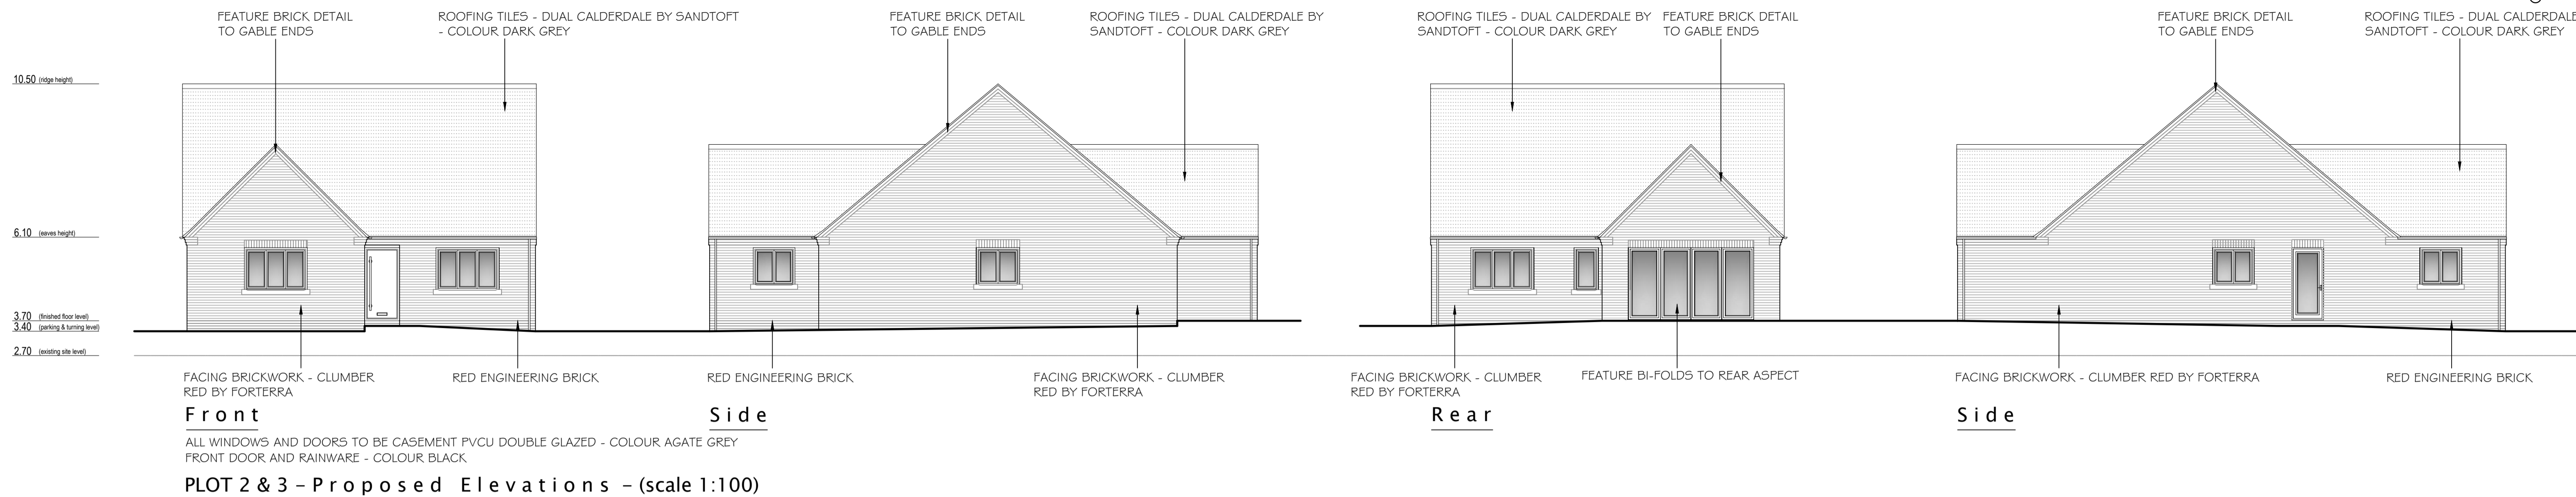 FEATURE BRICK DETAIL
TO GABLE ENDS
ROOFING TILES - DUAL CALDERDALE BY SANDTOFT
- COLOUR DARK GREY
FEATURE BRICK DETAIL
TO GABLE ENDS
ROOFING TILES - DUAL CALDERDALE BY
SANDTOFT - COLOUR DARK GREY
ROOFING TILES - DUAL CALDERDALE BY
SANDTOFT - COLOUR DARK GREY
FEATURE BRICK DETAIL
TO GABLE ENDS
FEATURE BRICK DETAIL
TO GABLE ENDS
ROOFING TILES - DUAL CALDERDALE
SANDTOFT - COLOUR DARK GREY
10.50 (ridge height)
6.10 (eaves height)
3.70 (finished floor level)
3.40 (parking & turning level)
2.70 (existing site level)
FACING BRICKWORK - CLUMBER
RED BY FORTERRA
RED ENGINEERING BRICK
RED ENGINEERING BRICK
FACING BRICKWORK - CLUMBER
RED BY FORTERRA
FACING BRICKWORK - CLUMBER
RED BY FORTERRA
FEATURE BI-FOLDS TO REAR ASPECT
FACING BRICKWORK - CLUMBER RED BY FORTERRA
RED ENGINEERING BRICK
Front
Side
Rear
Side
ALL WINDOWS AND DOORS TO BE CASEMENT PVCU DOUBLE GLAZED - COLOUR AGATE GREY
FRONT DOOR AND RAINWARE - COLOUR BLACK
PLOT 2 & 3 - Proposed Elevations - (scale 1:100)